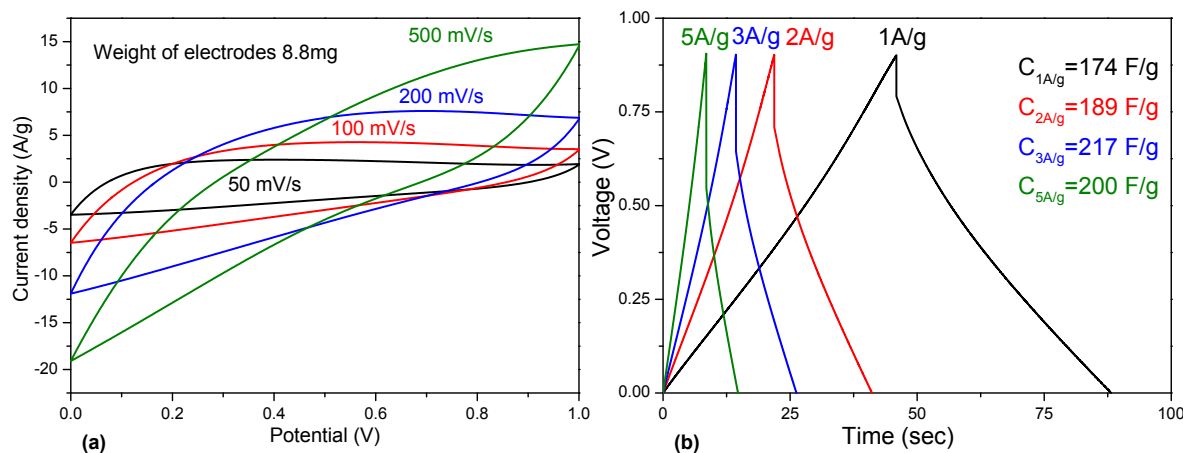 Weight of electrodes 8.8mg
500 mV/s
200 mV/s
100 mV/s
50 mV/s
Current density (A/g)
15
10
5
0
-5
-10
-15
-20
0.0 0.2 0.4 0.6 0.8 1.0
Potential (V)
(a)
5A/g 3A/g 2A/g 1A/g
C1A/g=174 F/g
C2A/g=189 F/g
C3A/g=217 F/g
C5A/g=200 F/g
Voltage (V)
1.00
0.75
0.50
0.25
0.00
0 25 50 75 100
Time (sec)
(b)